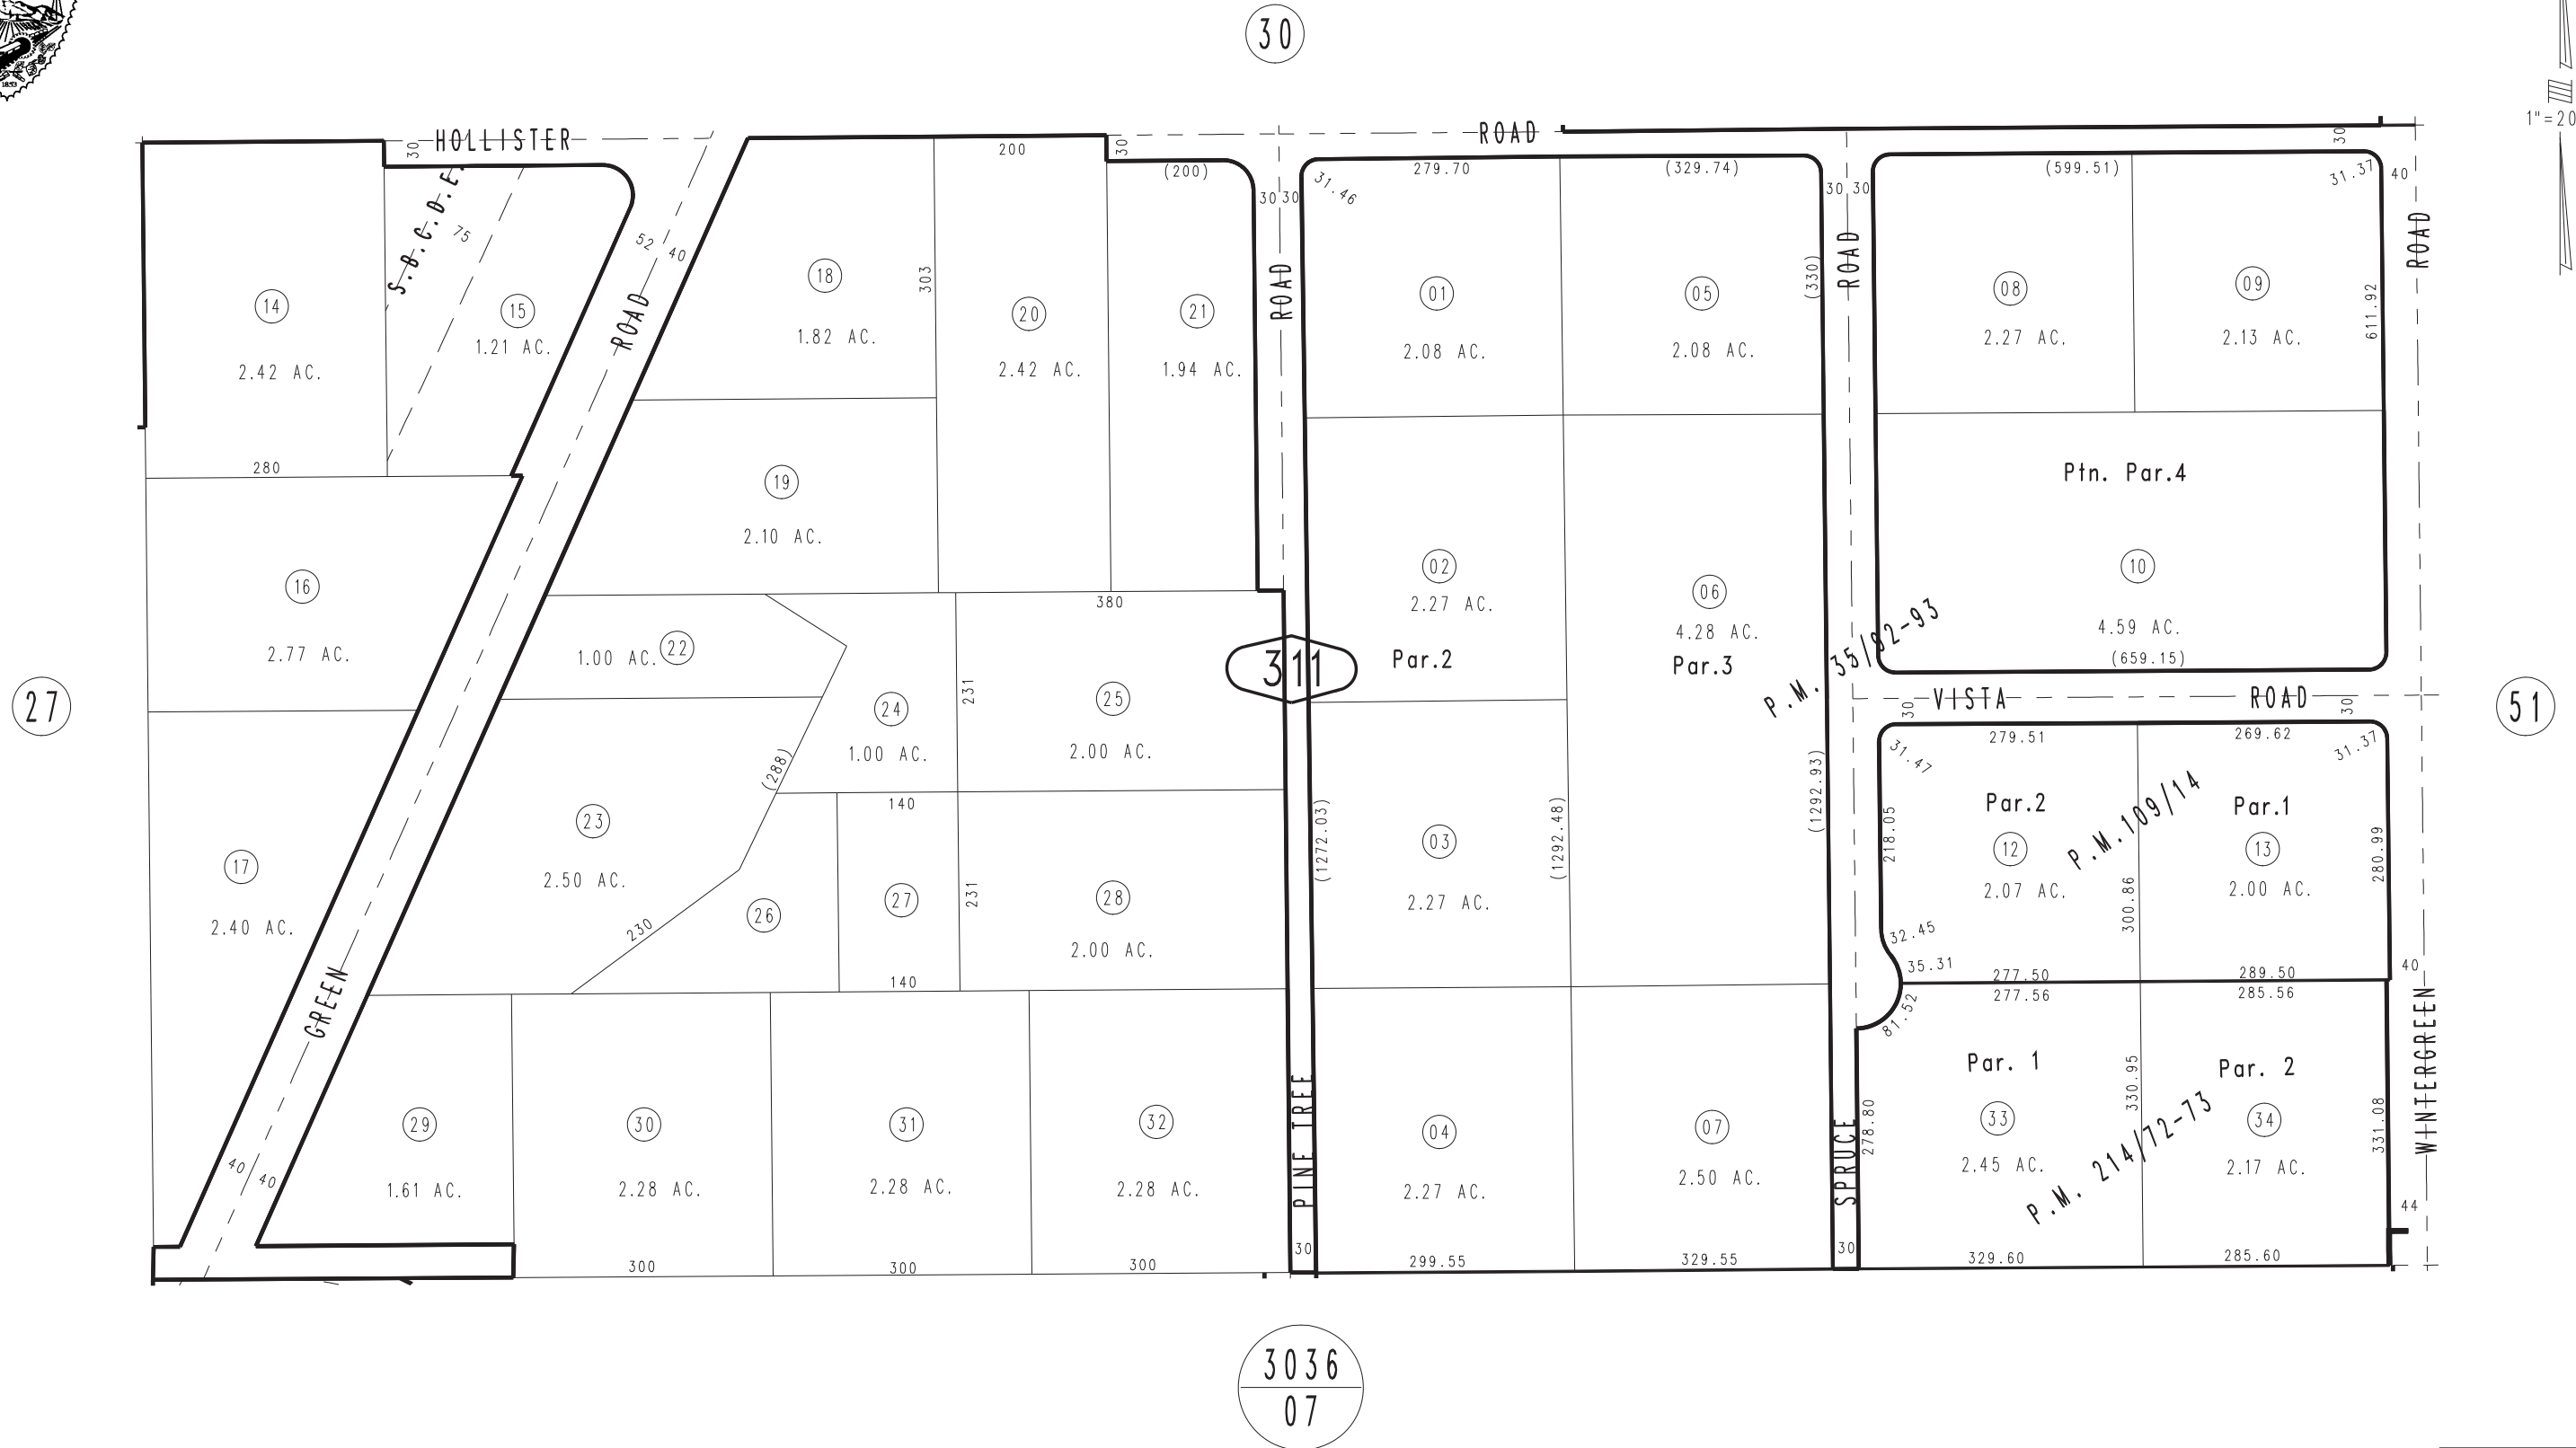 30
1853
1"=20
HOLLISTER
ROAD
30
200
30
(200)
279.70
(329.74)
(599.51)
30
31.37
40
S.B.C.D.E.
75
52
40
30
30
31.46
30
30
ROAD
ROAD
ROAD
ROAD
14
2.42 AC.
15
1.21 AC.
18
1.82 AC.
303
20
2.42 AC.
21
1.94 AC.
01
2.08 AC.
05
2.08 AC.
(330)
08
2.27 AC.
09
2.13 AC.
611.92
280
19
2.10 AC.
Ptn. Par.4
10
4.59 AC.
(659.15)
16
2.77 AC.
22
1.00 AC.
380
02
2.27 AC.
Par.2
06
4.28 AC.
Par.3
P.M. 35/82-93
311
27
51
24
1.00 AC.
231
25
2.00 AC.
VISTA
ROAD
30
30
279.51
269.62
31.47
31.37
(288)
140
23
2.50 AC.
230
26
27
231
28
2.00 AC.
140
(1272.03)
03
2.27 AC.
(1292.48)
(1292.93)
218.05
Par.2
12
2.07 AC.
P.M.109/14
300.86
Par.1
13
2.00 AC.
280.99
17
2.40 AC.
32.45
35.31
277.50
289.50
40
277.56
285.56
81.52
GREEN
40
40
29
1.61 AC.
30
2.28 AC.
31
2.28 AC.
32
2.28 AC.
PINE TREE
04
2.27 AC.
07
2.50 AC.
SPRUCE
278.80
Par. 1
33
2.45 AC.
P.M. 214/72-73
330.95
Par. 2
34
2.17 AC.
331.08
WINTERGREEN
44
300
300
300
30
299.55
329.55
30
329.60
285.60
3036
07